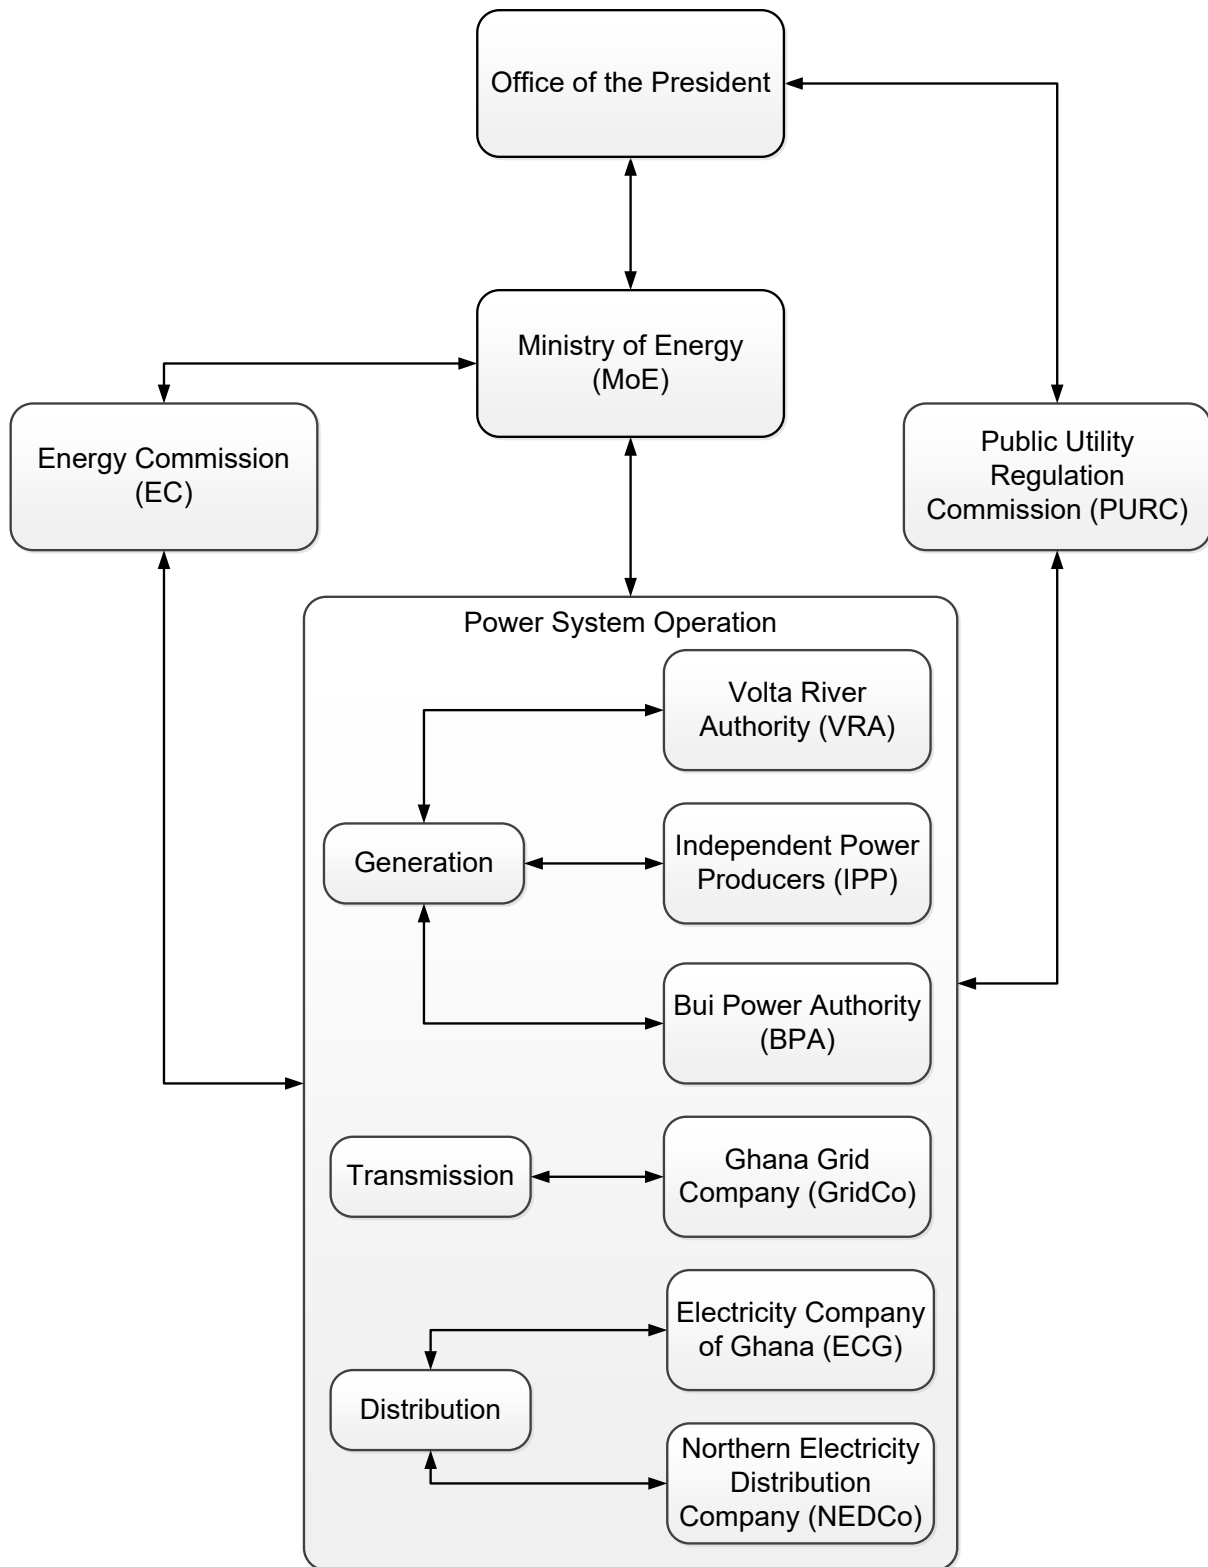 Office of the President
Ministry of Energy
(MoE)
Energy Commission
(EC)
Public Utility
Regulation
Commission (PURC)
Power System Operation
Volta River
Authority (VRA)
Generation
Independent Power
Producers (IPP)
Bui Power Authority
(BPA)
Transmission
Ghana Grid
Company (GridCo)
Electricity Company
of Ghana (ECG)
Distribution
Northern Electricity
Distribution
Company (NEDCo)